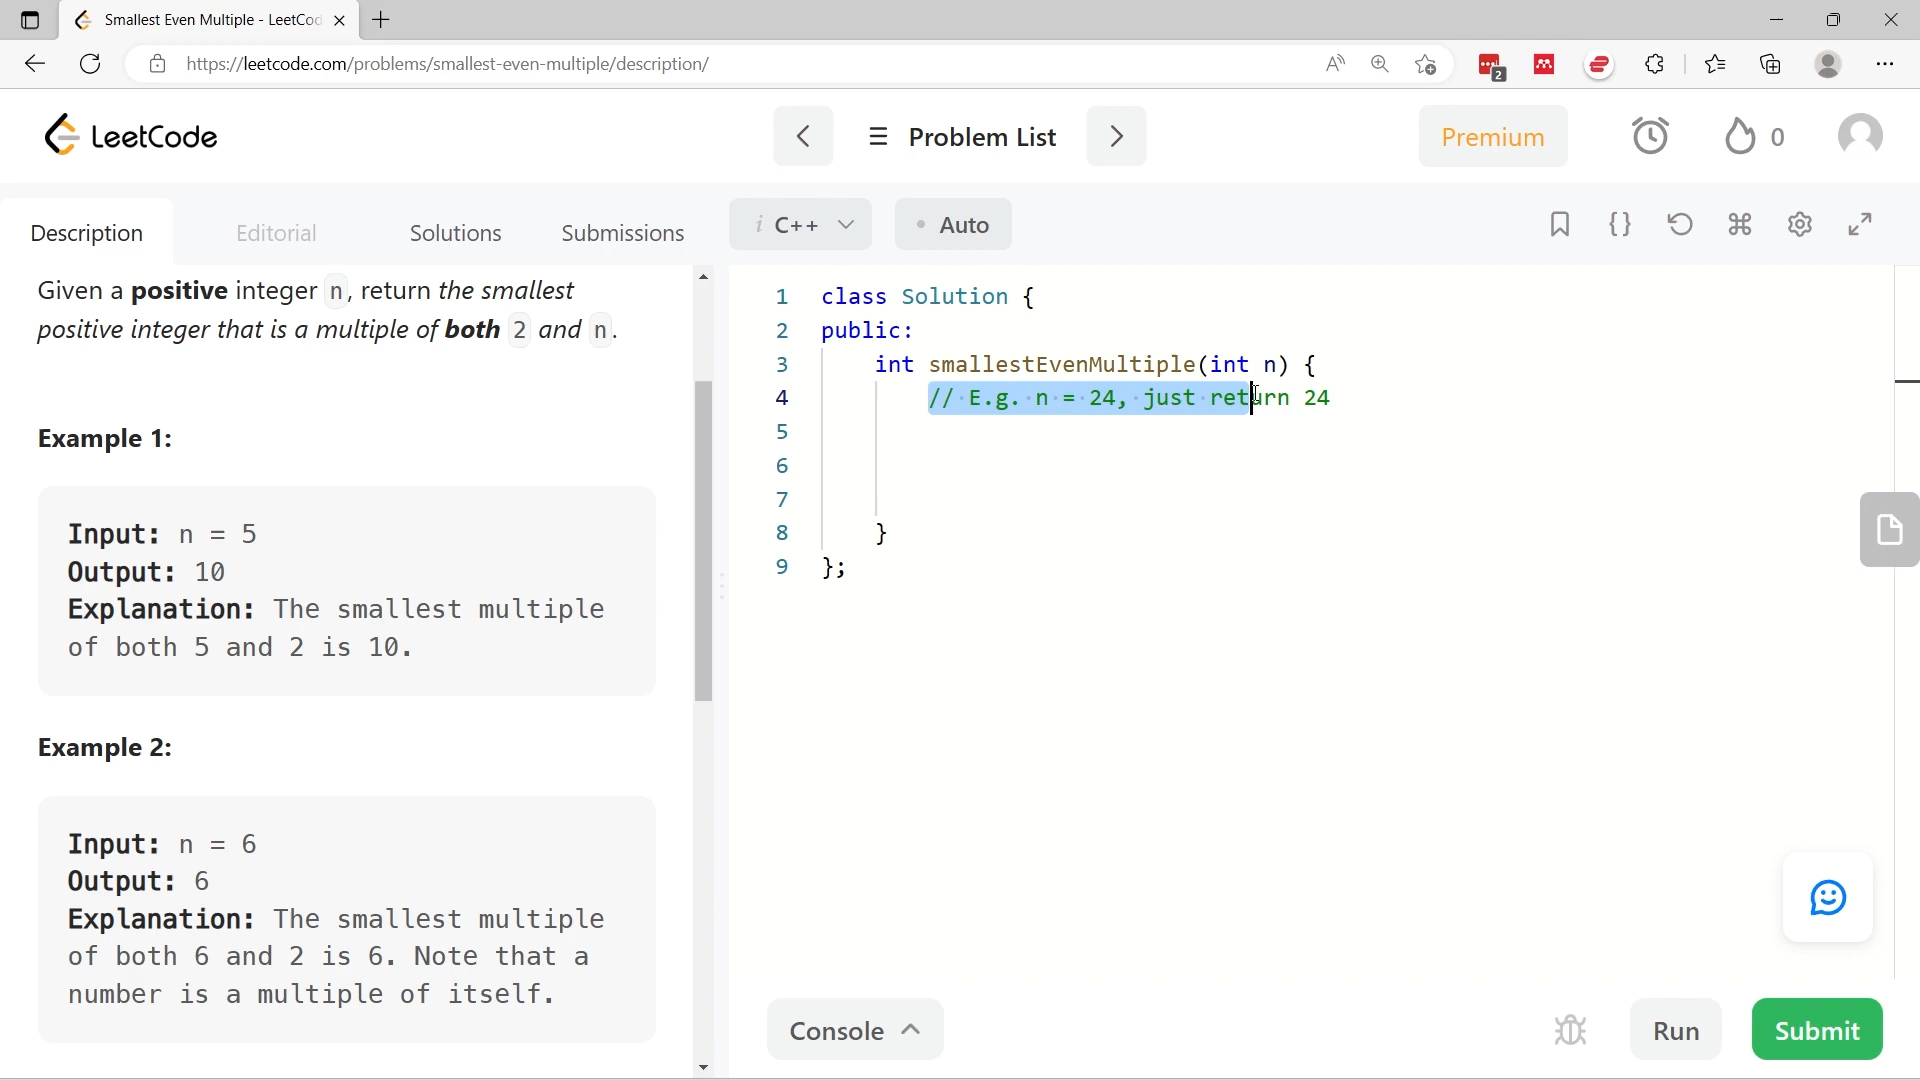 Smallest Even Multiple - LeetCo
https://leetcode.com/problems/smallest-even-multiple/description/
2
LeetCode
Problem List
Premium
0
Description
Editorial
Solutions
Submissions
i C++
Auto
Given a positive integer n, return the smallest
positive integer that is a multiple of both 2 and n.
Example 1:
Input: n = 5
Output: 10
Explanation: The smallest multiple
of both 5 and 2 is 10.
Example 2:
Input: n = 6
Output: 6
Explanation: The smallest multiple
of both 6 and 2 is 6. Note that a
number is a multiple of itself.
1 class Solution {
2 public:
3 int smallestEvenMultiple(int n) {
4 // E.g. n = 24, just return 24
5
6
7
8 }
9 };
Console
Run
Submit